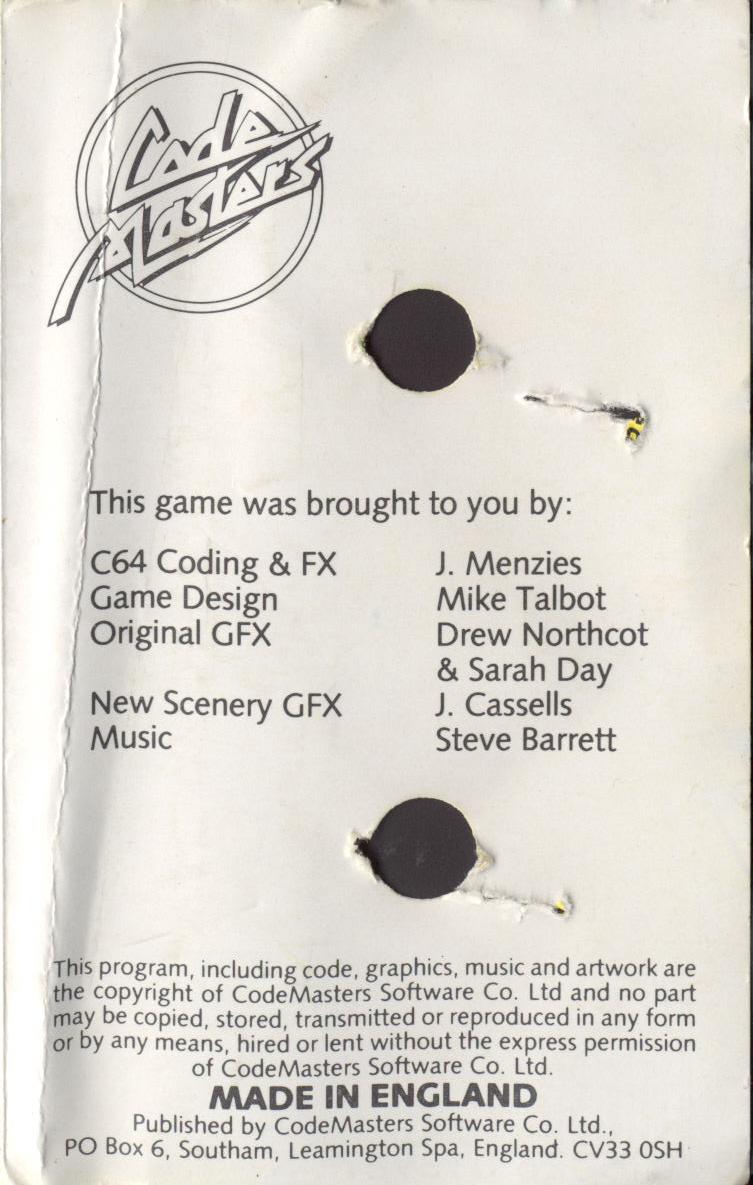 Code
Masters
This game was brought to you by:
C64 Coding & FX J. Menzies
Game Design Mike Talbot
Original GFX Drew Northcot
& Sarah Day
New Scenery GFX J. Cassells
Music Steve Barrett
This program, including code, graphics, music and artwork are
the copyright of CodeMasters Software Co. Ltd and no part
may be copied, stored, transmitted or reproduced in any form
or by any means, hired or lent without the express permission
of CodeMasters Software Co. Ltd.
MADE IN ENGLAND
Published by CodeMasters Software Co. Ltd.,
PO Box 6, Southam, Leamington Spa, England. CV33 0SH